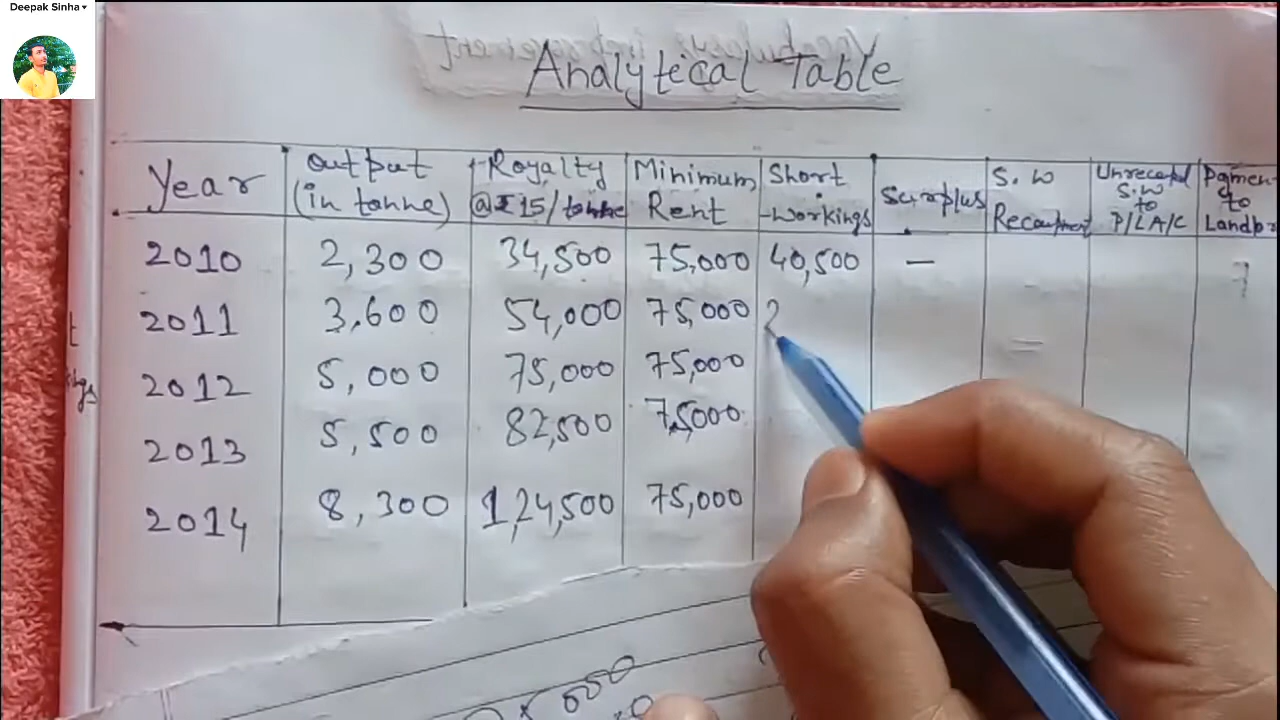 Deepak Sinha
Analytical Table
Year
Output
(in tonne)
Royalty
@₹15/tonne
Minimum
Rent
Short
-workings
Surplus
S.W
Recoupment
S.W
to
P/L A/C
to
2010 2,300 34,500 75,000 40,500 —
2011 3,600 54,000 75,000 2
2012 5,000 75,000 75,000
2013 5,500 82,500 75,000
2014 8,300 1,24,500 75,000